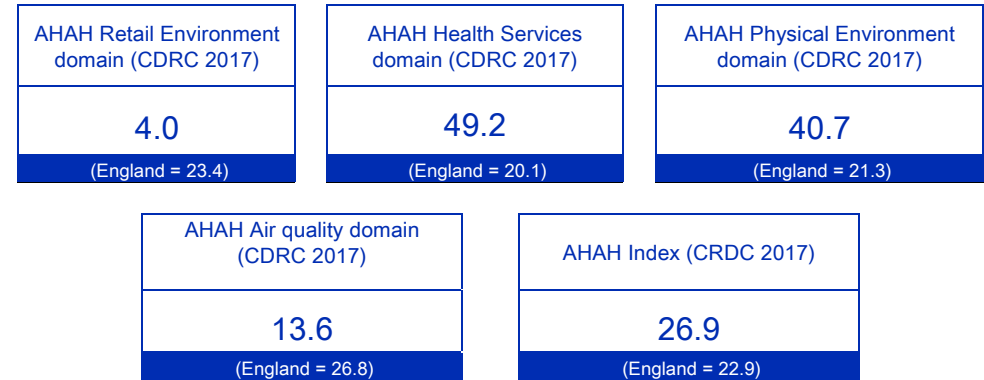 AHAH Retail Environment
domain (CDRC 2017)
4.0
(England = 23.4)
AHAH Health Services
domain (CDRC 2017)
49.2
(England = 20.1)
AHAH Physical Environment
domain (CDRC 2017)
40.7
(England = 21.3)
AHAH Air quality domain
(CDRC 2017)
13.6
(England = 26.8)
AHAH Index (CRDC 2017)
26.9
(England = 22.9)